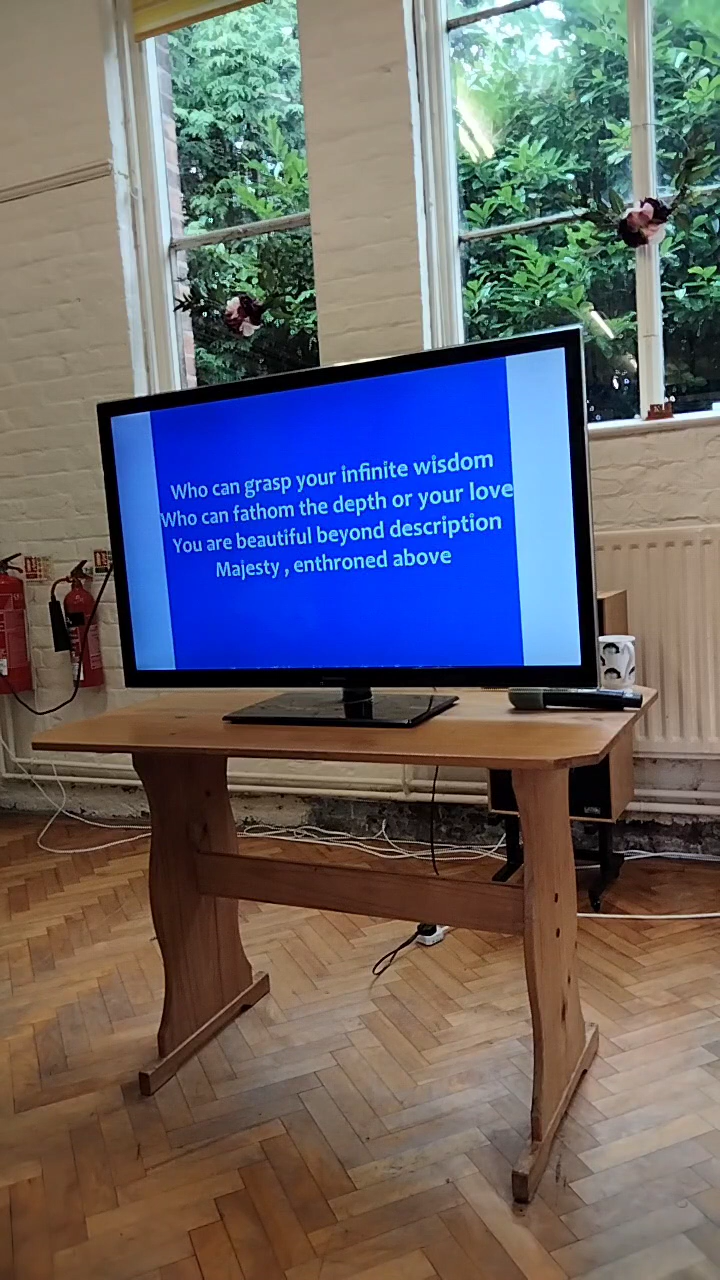 Who can grasp your infinite wisdom
Who can fathom the depth or your love
You are beautiful beyond description
Majesty , enthroned above